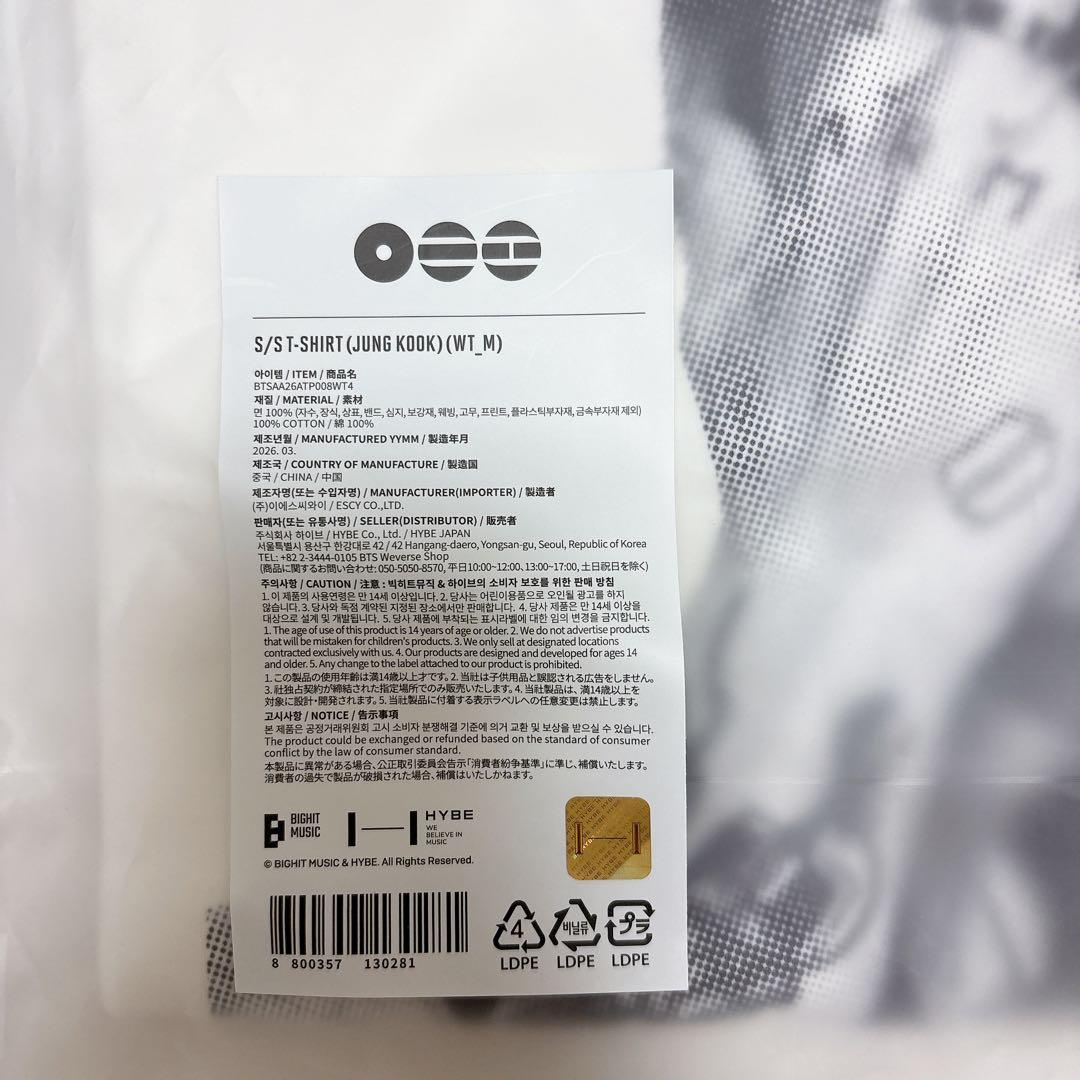 S/S T-SHIRT (JUNG KOOK) (WT_M)
아이템 / ITEM / 商品名
BTSAA26ATP008WT4
재질 / MATERIAL / 素材
면 100% (자수, 장식, 상표, 밴드, 심지, 보강재, 웨빙, 고무, 프린트, 플라스틱부자재, 금속부자재 제외)
100% COTTON / 綿 100%
제조년월 / MANUFACTURED YYMM / 製造年月
2026. 03.
제조국 / COUNTRY OF MANUFACTURE / 製造国
중국 / CHINA / 中国
제조자명(또는 수입자명) / MANUFACTURER(IMPORTER) / 製造者
(주)이에스씨와이 / ESCY CO.,LTD.
판매자(또는 유통사명) / SELLER(DISTRIBUTOR) / 販売者
주식회사 하이브 / HYBE Co., Ltd. / HYBE JAPAN
서울특별시 용산구 한강대로 42 / 42 Hangang-daero, Yongsan-gu, Seoul, Republic of Korea
TEL: +82 2-3444-0105 BTS Weverse Shop
(商品に関するお問い合わせ: 050-5050-8570, 平日10:00~12:00、13:00~17:00, 土日祝日を除く)
주의사항 / CAUTION / 注意 : 빅히트뮤직 & 하이브의 소비자 보호를 위한 판매 방침
1. 이 제품의 사용연령은 만 14세 이상입니다. 2. 당사는 어린이용품으로 오인될 광고를 하지
않습니다. 3. 당사와 독점 계약된 지정된 장소에서만 판매합니다. 4. 당사 제품은 만 14세 이상을
대상으로 설계 및 개발됩니다. 5. 당사 제품에 부착되는 표시라벨에 대한 임의 변경을 금지합니다.
1. The age of use of this product is 14 years of age or older. 2. We do not advertise products
that will be mistaken for children's products. 3. We only sell at designated locations
contracted exclusively with us. 4. Our products are designed and developed for ages 14
and older. 5. Any change to the label attached to our product is prohibited.
1. この製品の使用年齢は満14歳以上です。2. 当社は子供用品と誤認される広告をしません。
3. 社独占契約が締結された指定場所でのみ販売いたします。4. 当社製品は、満14歳以上を
対象に設計・開発されます。5. 当社製品に付着する表示ラベルへの任意変更は禁止します。
고시사항 / NOTICE / 告示事項
본 제품은 공정거래위원회 고시 소비자 분쟁해결 기준에 의거 교환 및 보상을 받으실 수 있습니다.
The product could be exchanged or refunded based on the standard of consumer
conflict by the law of consumer standard.
本製品に異常がある場合、公正取引委員会告示「消費者紛争基準」に準じ、補償いたします。
消費者の過失で製品が破損された場合、補償はいたしかねます。
BIGHIT
MUSIC
HYBE
WE
BELIEVE IN
MUSIC
© BIGHIT MUSIC & HYBE. All Rights Reserved.
8 800357 130281
4
LDPE
비닐류
LDPE
プラ
LDPE